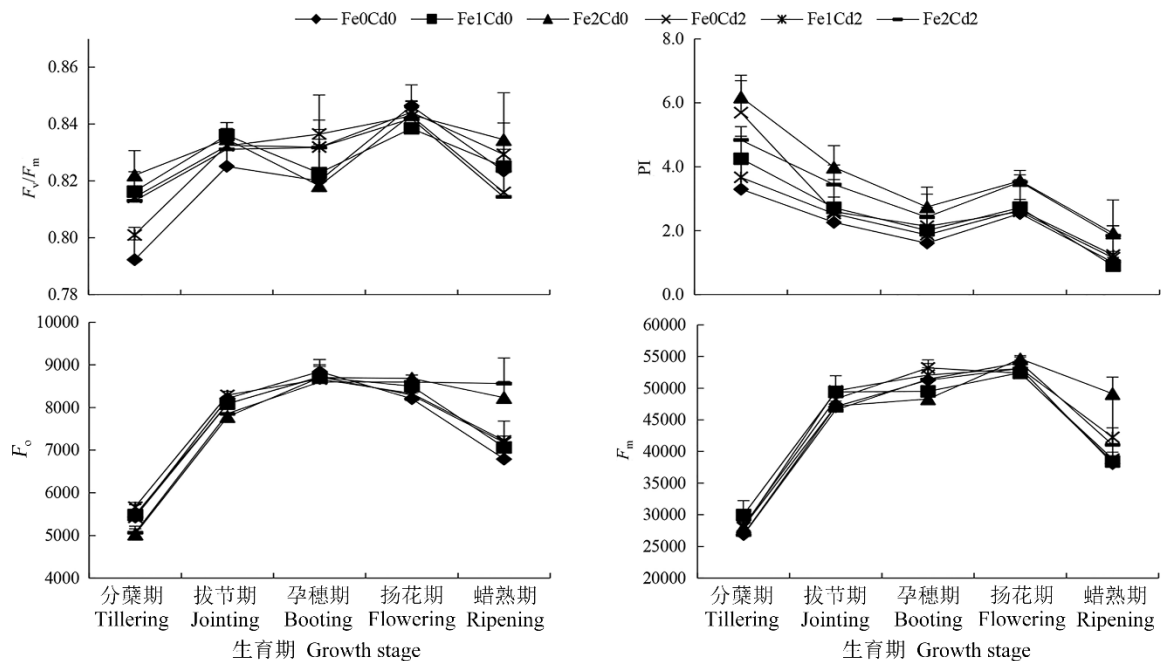 Fe0Cd0 Fe1Cd0 Fe2Cd0 Fe0Cd2 Fe1Cd2 Fe2Cd2
0.86
0.84
0.82
0.80
0.78
Fv/Fm
8.0
6.0
4.0
2.0
0.0
PI
10000
9000
8000
7000
6000
5000
4000
Fo
分蘖期 拔节期 孕穗期 扬花期 蜡熟期
Tillering Jointing Booting Flowering Ripening
生育期 Growth stage
60000
55000
50000
45000
40000
35000
30000
25000
20000
Fm
分蘖期 拔节期 孕穗期 扬花期 蜡熟期
Tillering Jointing Booting Flowering Ripening
生育期 Growth stage